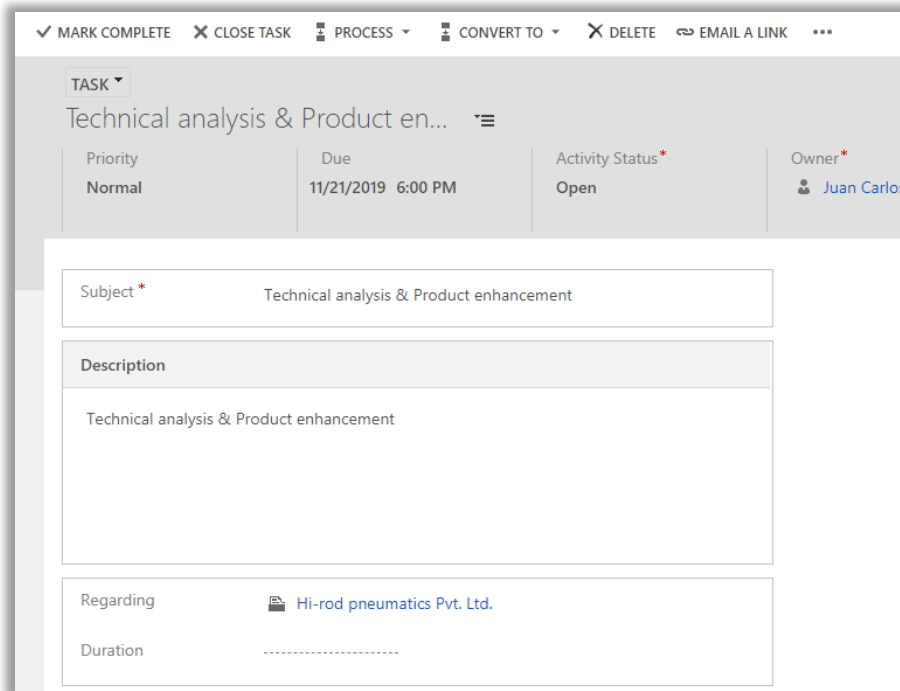 MARK COMPLETE CLOSE TASK PROCESS CONVERT TO DELETE EMAIL A LINK •••
TASK
Technical analysis & Product en...
Priority Due Activity Status* Owner*
Normal 11/21/2019 6:00 PM Open Juan Carlos
Subject* Technical analysis & Product enhancement
Description
Technical analysis & Product enhancement
Regarding Hi-rod pneumatics Pvt. Ltd.
Duration -----------------------